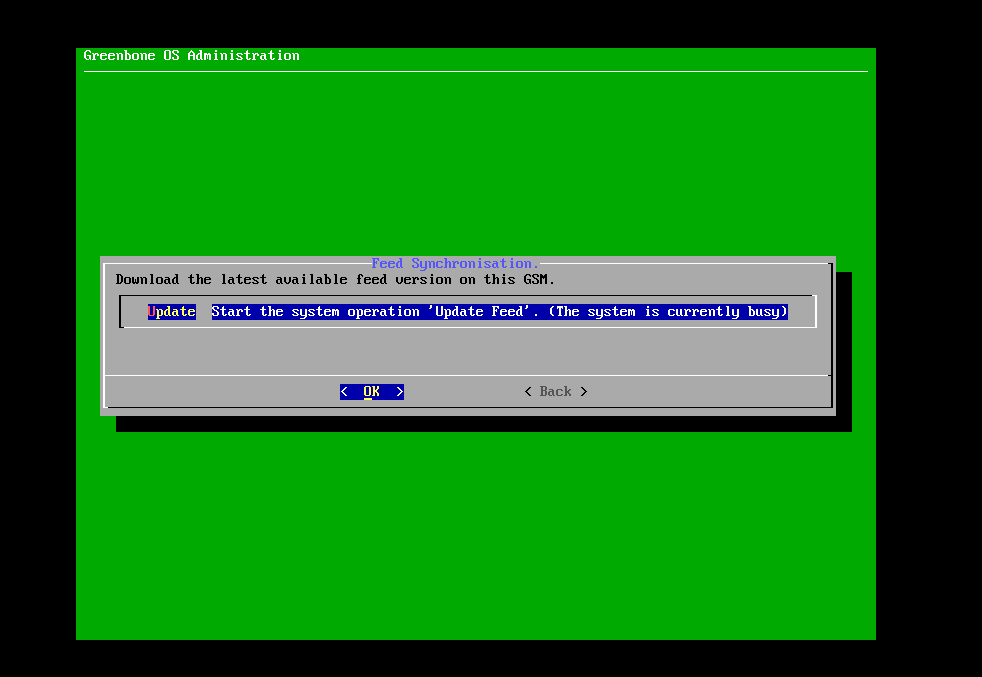 Greenbone OS Administration
Feed Synchronisation.
Download the latest available feed version on this GSM.
Update Start the system operation 'Update Feed'. (The system is currently busy)
< OK > < Back >